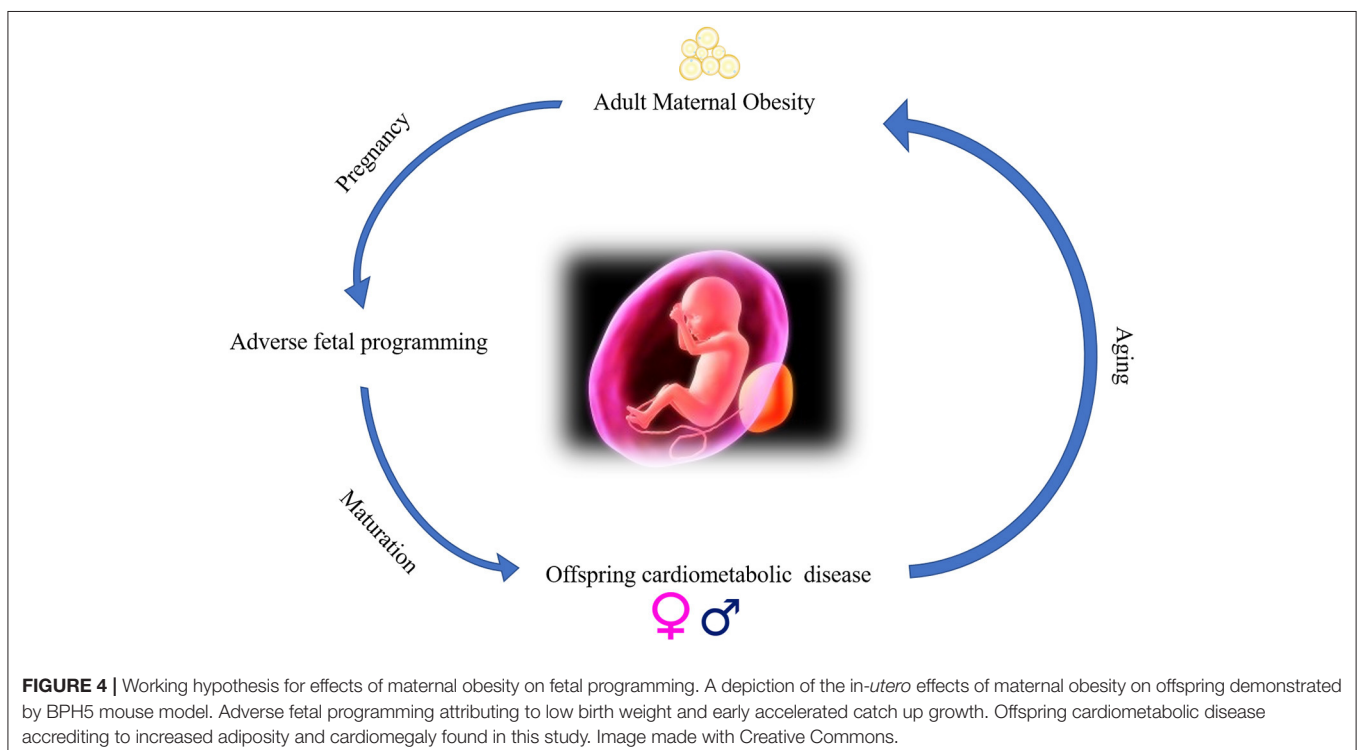 Adult Maternal Obesity
Pregnancy
Adverse fetal programming
Maturation
Offspring cardiometabolic disease
Aging
FIGURE 4 | Working hypothesis for effects of maternal obesity on fetal programming. A depiction of the in-utero effects of maternal obesity on offspring demonstrated
by BPH5 mouse model. Adverse fetal programming attributing to low birth weight and early accelerated catch up growth. Offspring cardiometabolic disease
accrediting to increased adiposity and cardiomegaly found in this study. Image made with Creative Commons.